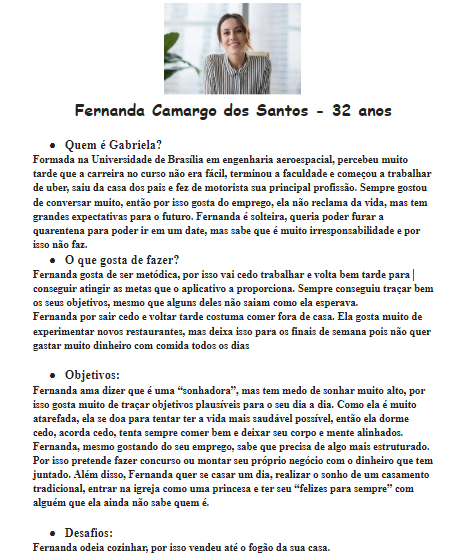 Fernanda Camargo dos Santos - 32 anos
• Quem é Gabriela?
Formada na Universidade de Brasília em engenharia aeroespacial, percebeu muito
tarde que a carreira no curso não era fácil, terminou a faculdade e começou a trabalhar
de uber, saiu da casa dos pais e fez de motorista sua principal profissão. Sempre gostou
de conversar muito, então por isso gosta do emprego, ela não reclama da vida, mas tem
grandes expectativas para o futuro. Fernanda é solteira, queria poder furar a
quarentena para poder ir em um date, mas sabe que é muito irresponsabilidade e por
isso não faz.
• O que gosta de fazer?
Fernanda gosta de ser metódica, por isso vai cedo trabalhar e volta bem tarde para
conseguir atingir as metas que o aplicativo a proporciona. Sempre conseguiu traçar bem
os seus objetivos, mesmo que alguns deles não saiam como ela esperava.
Fernanda por sair cedo e voltar tarde costuma comer fora de casa. Ela gosta muito de
experimentar novos restaurantes, mas deixa isso para os finais de semana pois não quer
gastar muito dinheiro com comida todos os dias
• Objetivos:
Fernanda ama dizer que é uma “sonhadora”, mas tem medo de sonhar muito alto, por
isso gosta muito de traçar objetivos plausíveis para o seu dia a dia. Como ela é muito
atarefada, ela se doa para tentar ter a vida mais saudável possível, então ela dorme
cedo, acorda cedo, tenta sempre comer bem e deixar seu corpo e mente alinhados.
Fernanda, mesmo gostando do seu emprego, sabe que precisa de algo mais estruturado.
Por isso pretende fazer concurso ou montar seu próprio negócio com o dinheiro que tem
juntado. Além disso, Fernanda quer se casar um dia, realizar o sonho de um casamento
tradicional, entrar na igreja como uma princesa e ter seu “felizes para sempre” com
alguém que ela ainda não sabe quem é.
• Desafios:
Fernanda odeia cozinhar, por isso vendeu até o fogão da sua casa.